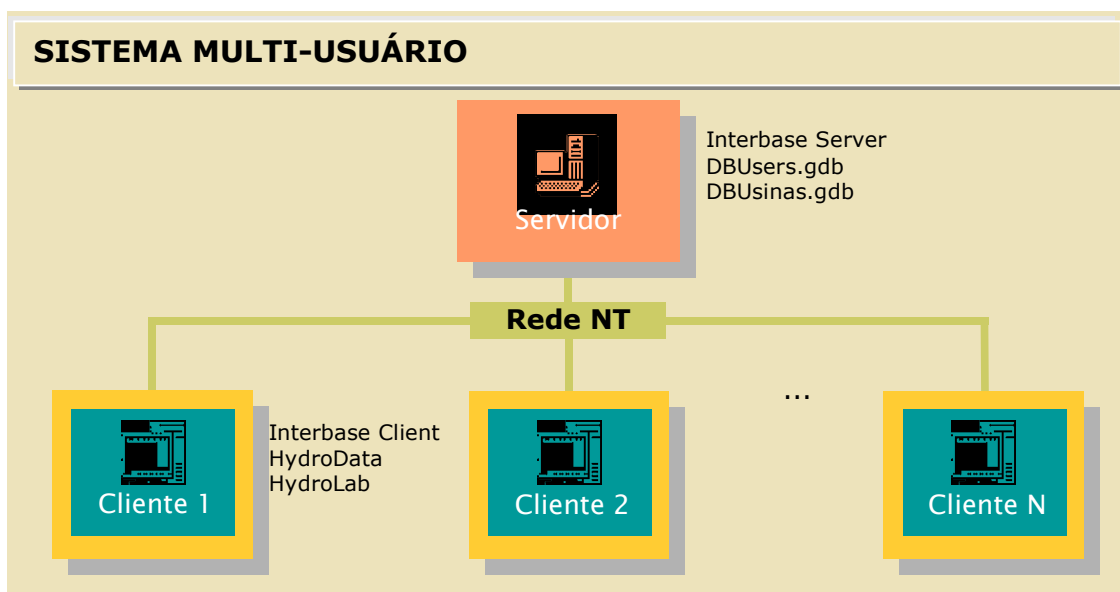 SISTEMA MULTI-USUÁRIO
Servidor
Interbase Server
DBUsers.gdb
DBUsinas.gdb
Rede NT
...
Cliente 1
Interbase Client
HydroData
HydroLab
Cliente 2
Cliente N